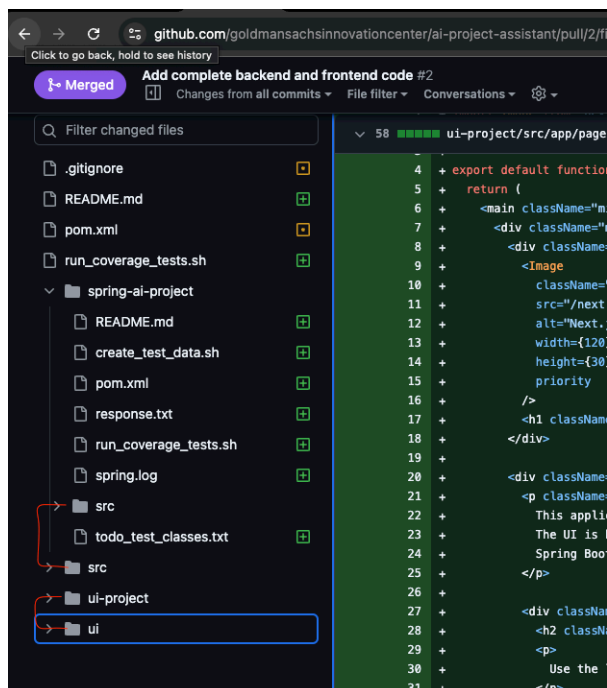 github.com/goldmansachsinnovationcenter/ai-project-assistant/pull/2/fi
Click to go back, hold to see history
Merged
Add complete backend and frontend code #2
Changes from all commits File filter Conversations
Filter changed files
58 ui-project/src/app/page
.gitignore
README.md
pom.xml
run_coverage_tests.sh
spring-ai-project
README.md
create_test_data.sh
pom.xml
response.txt
run_coverage_tests.sh
spring.log
src
todo_test_classes.txt
src
ui-project
ui
4 + export default function
5 + return (
6 + <main className="mi
7 + <div className="m
8 + <div className=
9 + <Image
10 + className="
11 + src="/next
12 + alt="Next.
13 + width={120}
14 + height={30}
15 + priority
16 + />
17 + <h1 classNam
18 + </div>
19 +
20 + <div className=
21 + <p className=
22 + This applic
23 + The UI is
24 + Spring Boot
25 + </p>
26 +
27 + <div classNam
28 + <h2 classNa
29 + <p>
30 + Use the
31 + </p>